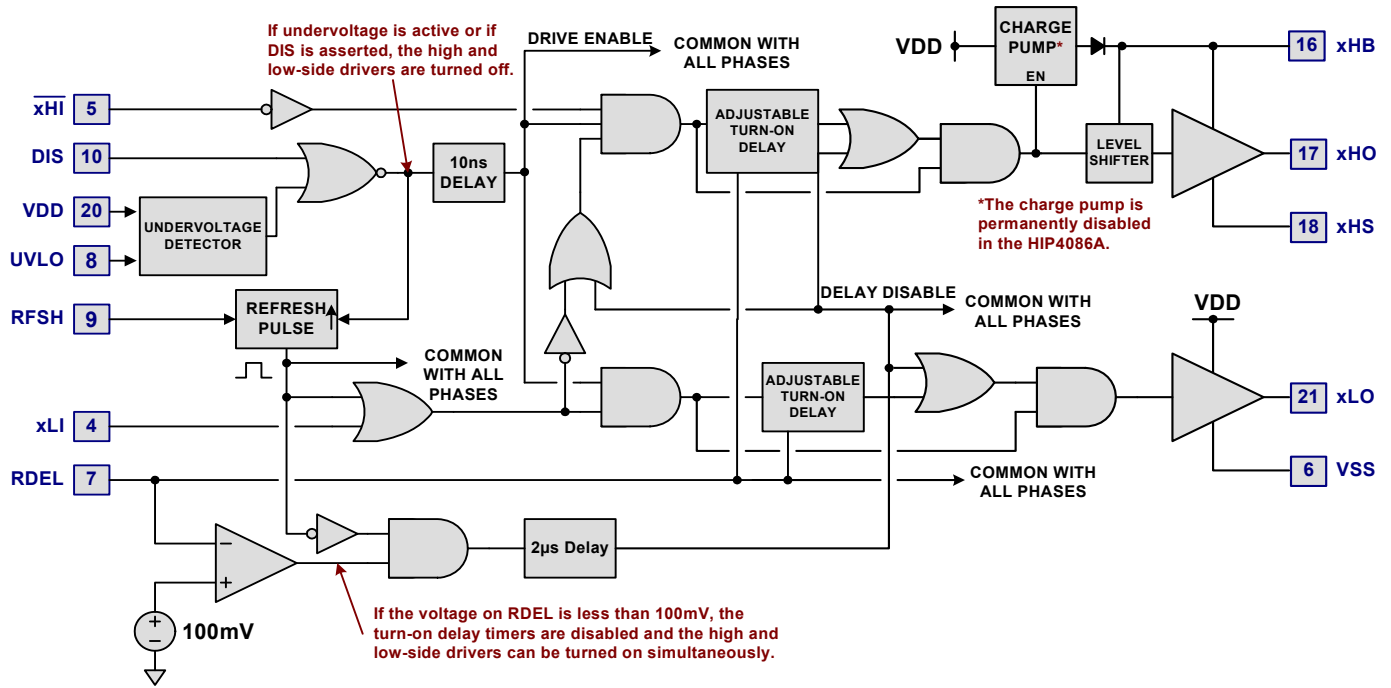 If undervoltage is active or if
DIS is asserted, the high and
low-side drivers are turned off.
DRIVE ENABLE
COMMON WITH
ALL PHASES
VDD
CHARGE
PUMP*
EN
16 xHB
xHI 5
ADJUSTABLE
TURN-ON
DELAY
LEVEL
SHIFTER
17 xHO
DIS 10
10ns
DELAY
*The charge pump is
permanently disabled
in the HIP4086A.
18 xHS
VDD 20
UNDERVOLTAGE
DETECTOR
UVLO 8
RFSH 9
REFRESH
PULSE
DELAY DISABLE
COMMON WITH
ALL PHASES
VDD
COMMON
WITH ALL
PHASES
ADJUSTABLE
TURN-ON
DELAY
21 xLO
xLI 4
RDEL 7
COMMON WITH
ALL PHASES
6 VSS
−
+
2µs Delay
+
−
100mV
If the voltage on RDEL is less than 100mV, the
turn-on delay timers are disabled and the high and
low-side drivers can be turned on simultaneously.